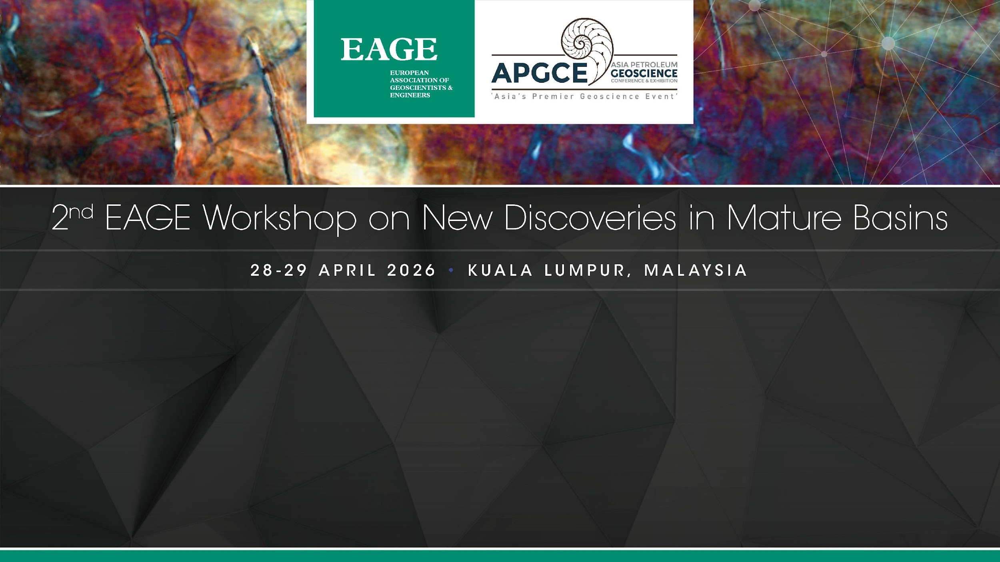 EAGE
EUROPEAN
ASSOCIATION OF
GEOSCIENTISTS &
ENGINEERS
APGCE
ASIA PETROLEUM
GEOSCIENCE
CONFERENCE & EXHIBITION
'Asia's Premier Geoscience Event'
2nd EAGE Workshop on New Discoveries in Mature Basins
28-29 APRIL 2026 • KUALA LUMPUR, MALAYSIA